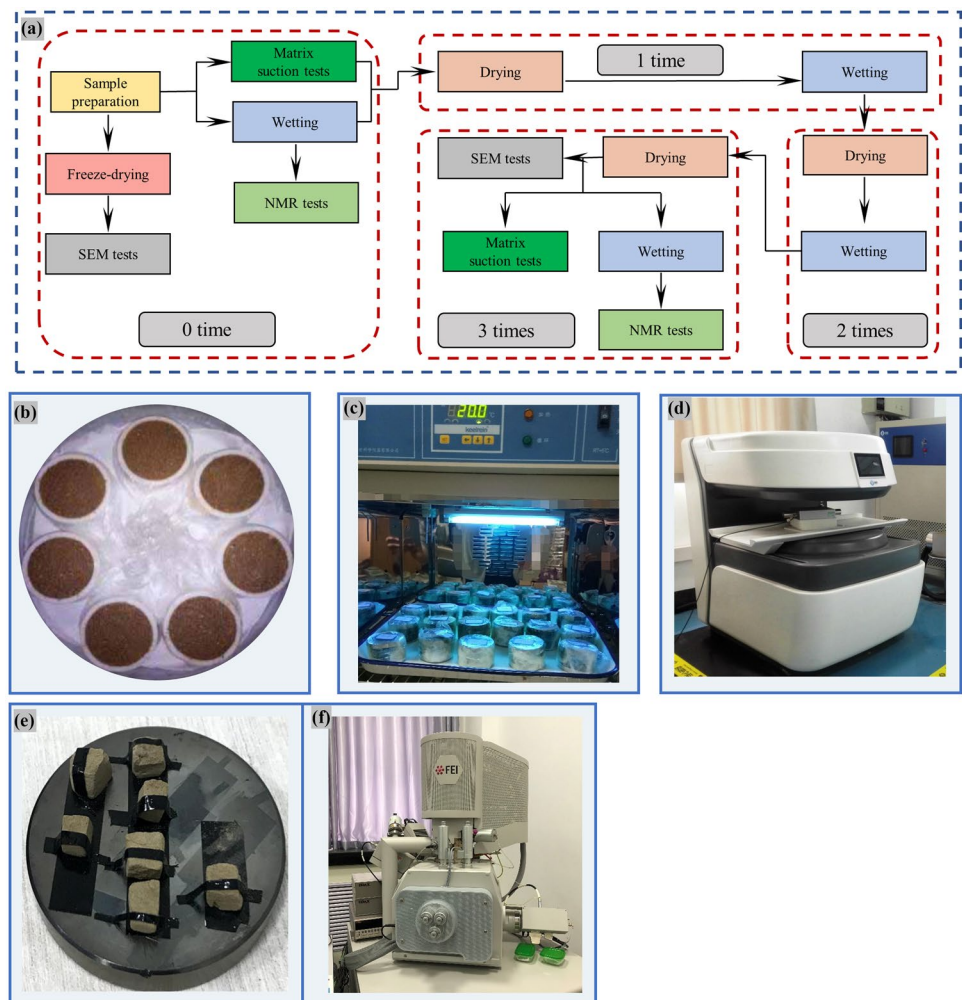 (a)
Sample
preparation
Freeze-drying
SEM tests
Matrix
suction tests
Wetting
NMR tests
0 time
Drying
1 time
Wetting
Drying
Wetting
2 times
Drying
SEM tests
Matrix
suction tests
Wetting
NMR tests
3 times
(b)
(c)
20.0
(d)
(e)
(f)
FEI